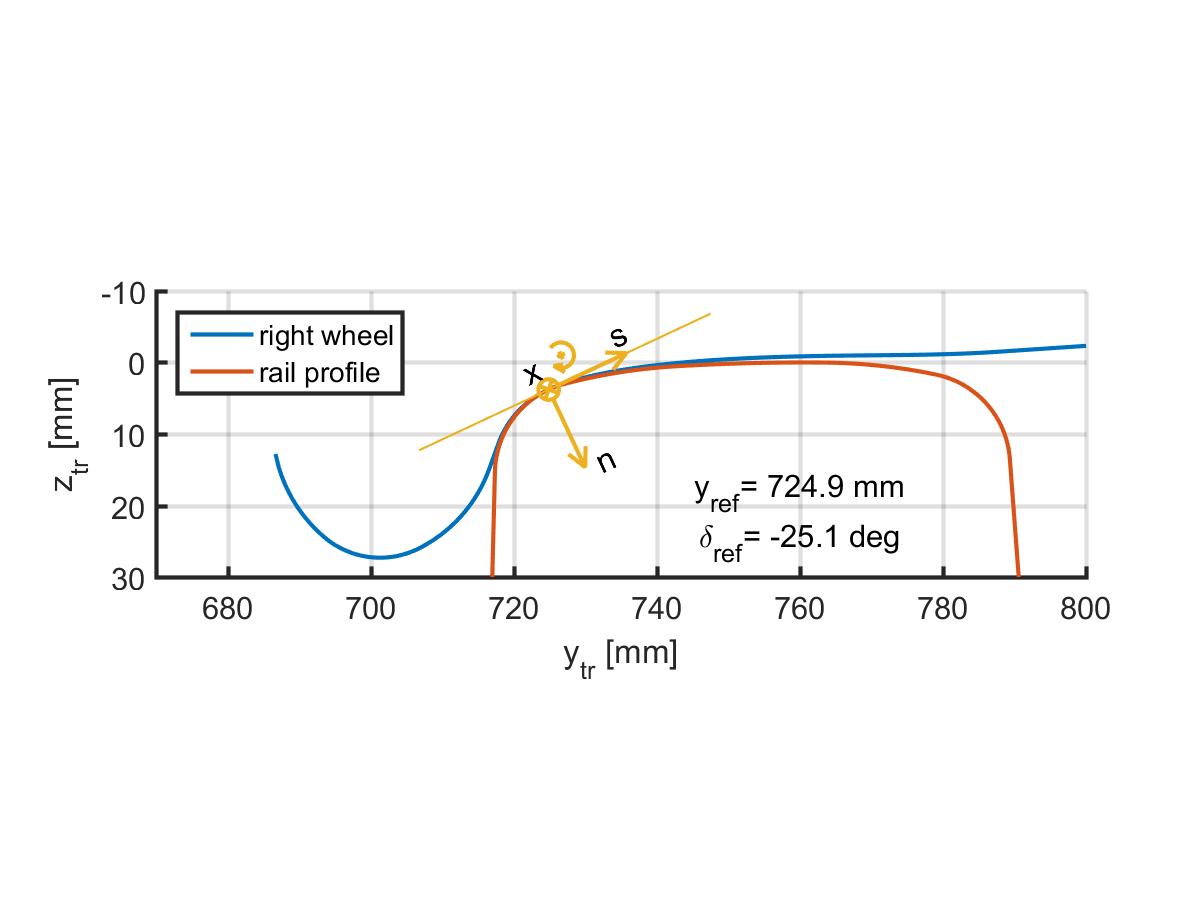 -10
0
10
20
30
z_tr [mm]
right wheel
rail profile
x
s
n
y_ref= 724.9 mm
δ_ref= -25.1 deg
680 700 720 740 760 780 800
y_tr [mm]